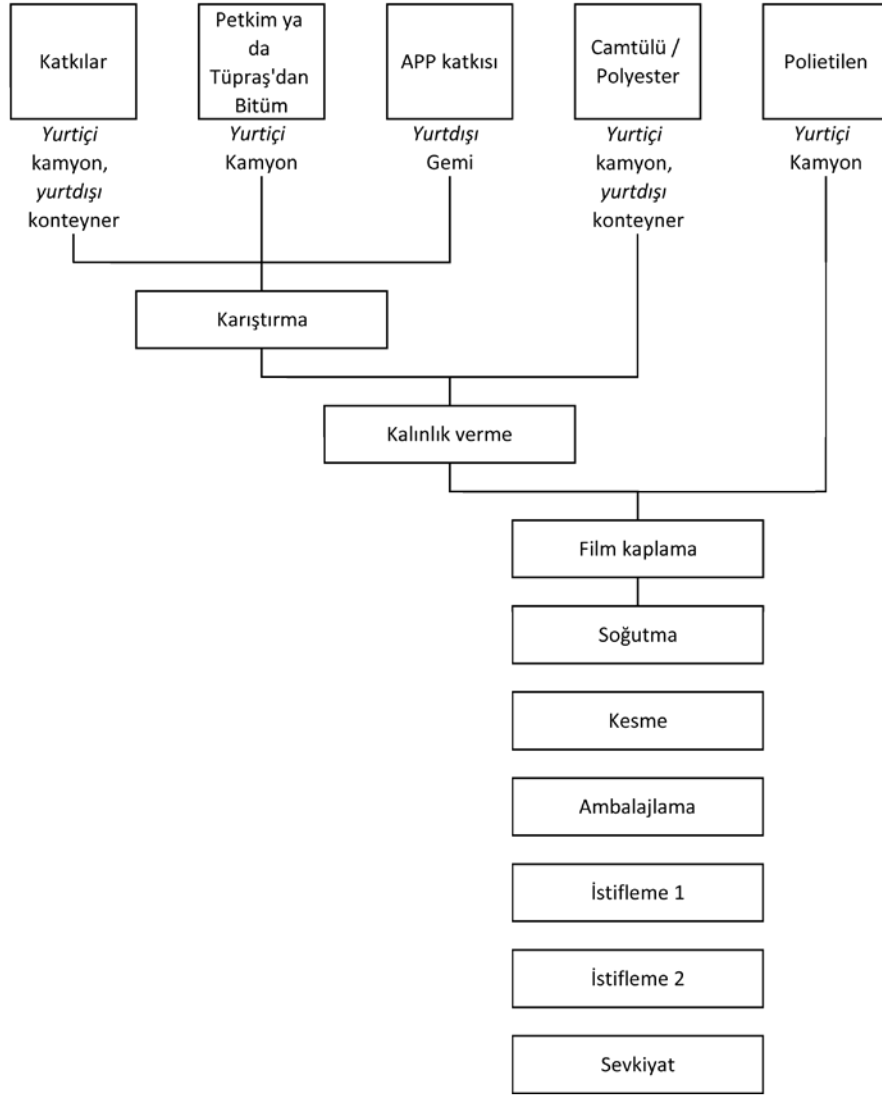 Katkılar
Petkim ya
da
Tüpraş'dan
Bitüm
APP katkısı
Camtülü /
Polyester
Polietilen
Yurtiçi
kamyon,
yurtdışı
konteyner
Yurtiçi
Kamyon
Yurtdışı
Gemi
Yurtiçi
kamyon,
yurtdışı
konteyner
Yurtiçi
Kamyon
Karıştırma
Kalınlık verme
Film kaplama
Soğutma
Kesme
Ambalajlama
İstifleme 1
İstifleme 2
Sevkiyat